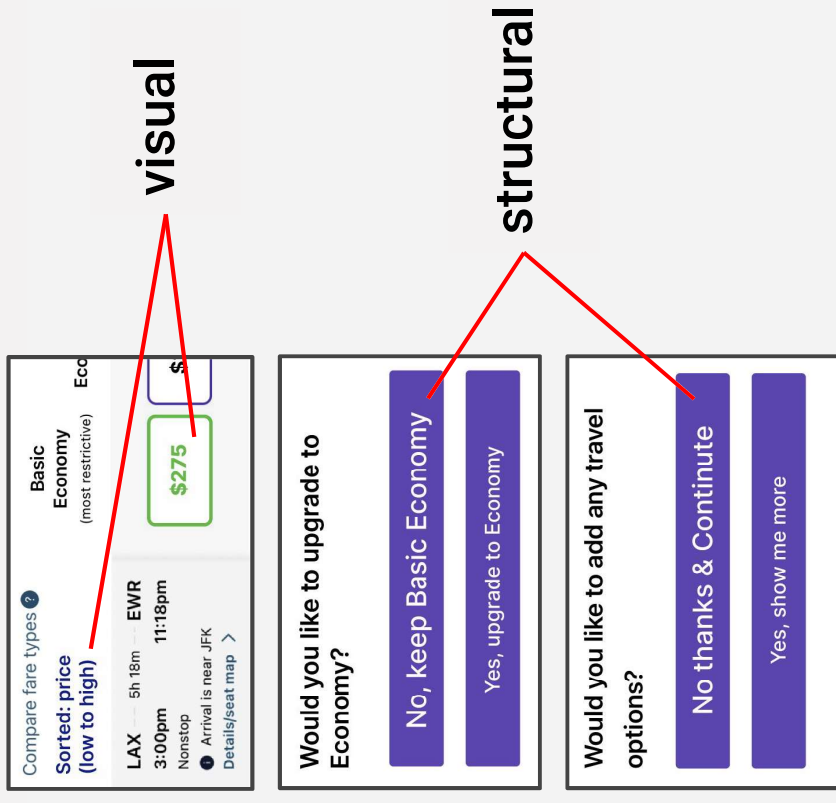 visual
structural
Compare fare types ?
Sorted: price
(low to high)
Basic
Economy
(most restrictive)
Eco
LAX 5h 18m EWR
3:00pm 11:18pm
Nonstop
i Arrival is near JFK
Details/seat map >
$275
$
Would you like to upgrade to
Economy?
No, keep Basic Economy
Yes, upgrade to Economy
Would you like to add any travel
options?
No thanks & Contintute
Yes, show me more